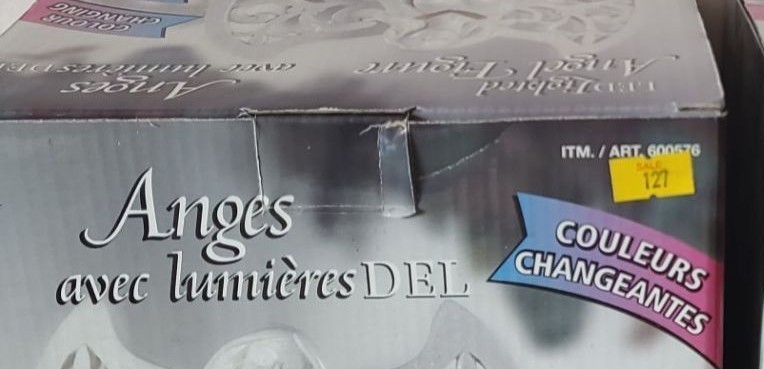 COLOUR
CHANGING
LED Lighted Angel Figure
Anges avec lumières DEL
ITM. / ART. 600576
SALE
127
Anges
avec lumières DEL
COULEURS
CHANGEANTES